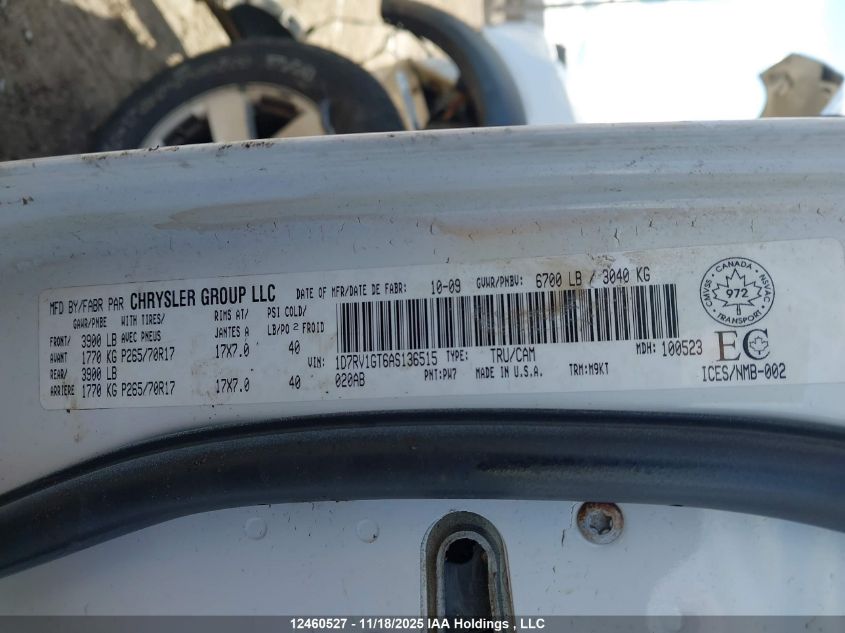 MFD BY/FABR PAR CHRYSLER GROUP LLC DATE OF MFR/DATE DE FABR: 10-09 GVWR/PNBV: 6700 LB / 3040 KG
GAWR/PNBE WITH TIRES/ RIMS AT/ PSI COLD/
AVEC PNEUS JANTES A LB/PO² FROID
FRONT/ 3900 LB
AVANT 1770 KG P265/70R17 17X7.0 40
REAR/ 3900 LB
ARRIERE 1770 KG P265/70R17 17X7.0 40
VIN: 1D7RV1GT6AS136515 TYPE: TRU/CAM MDH: 100523
020AB PNT:PW7 MADE IN U.S.A. TRM:M9KT
CANADA
CMVSS 972 NSVAC
TRANSPORT
EC
ICES/NMB-002
12460527 - 11/18/2025 IAA Holdings , LLC